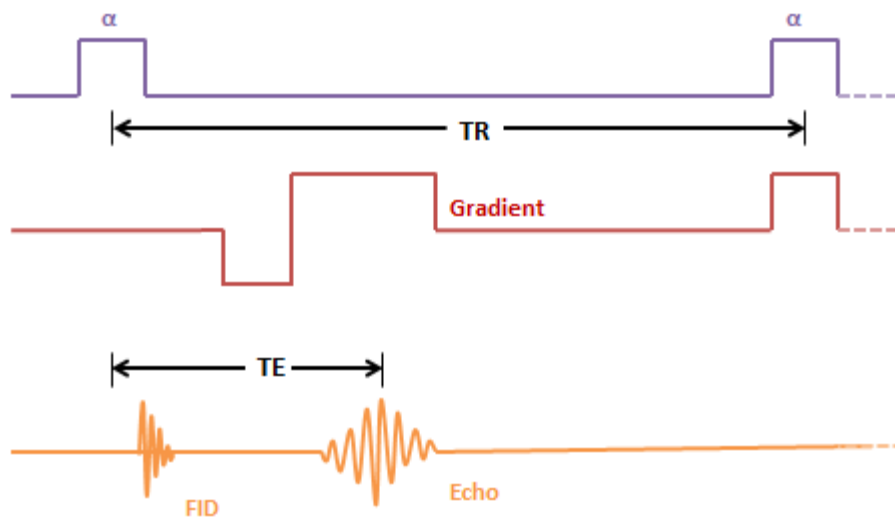 α α
TR
Gradient
TE
FID
Echo